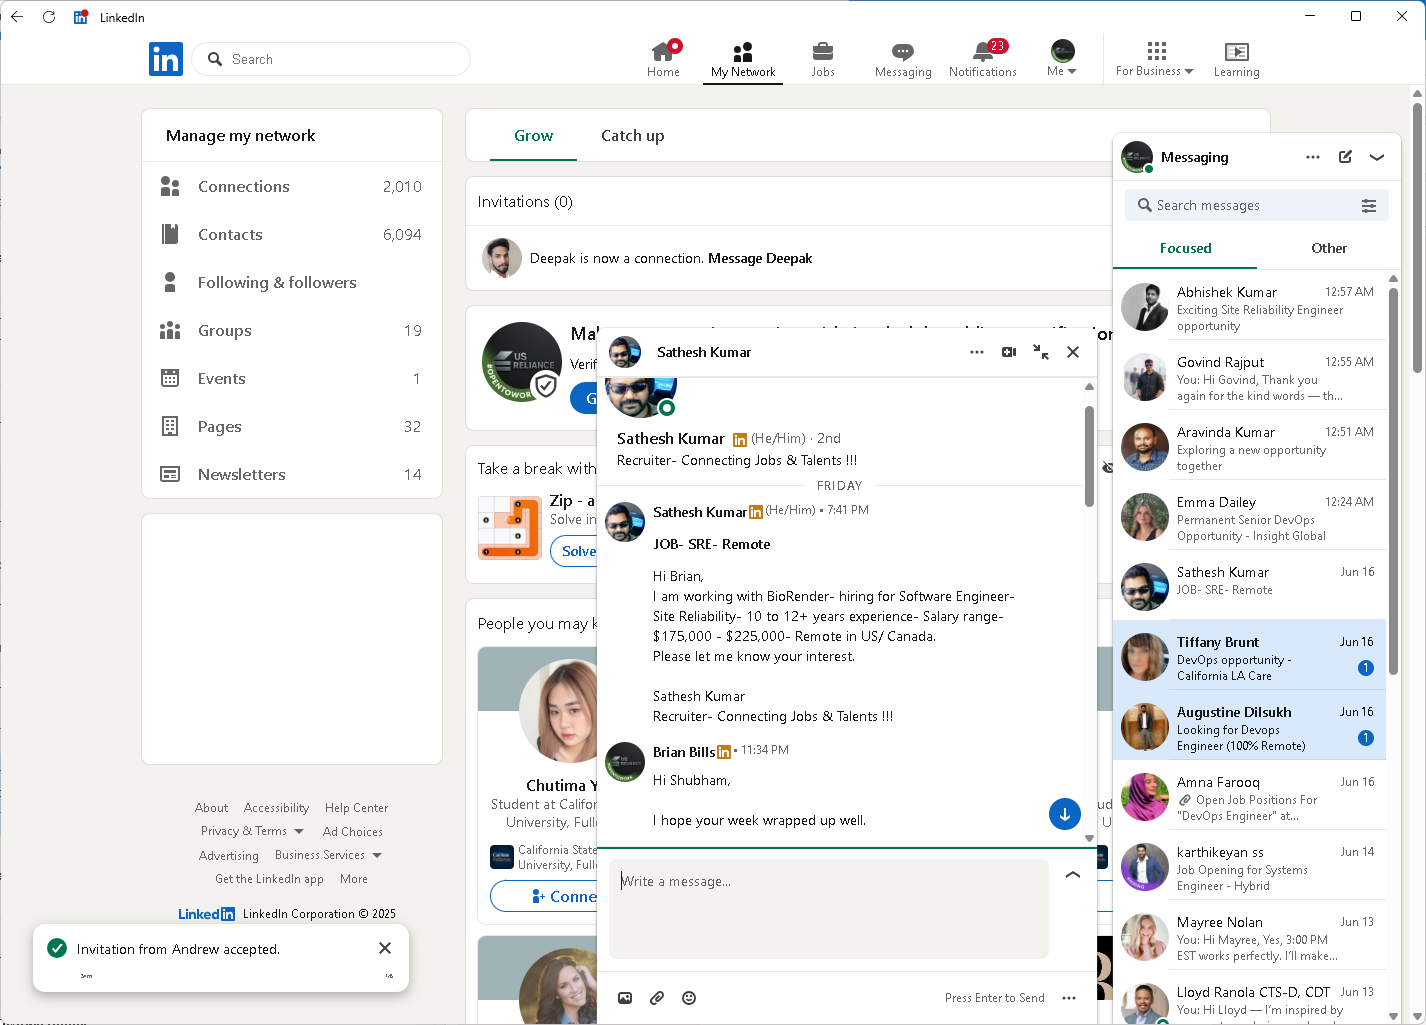 LinkedIn
in
Search
Home
My Network
Jobs
Messaging
23
Notifications
Me
For Business
Learning
Manage my network
Connections 2,010
Contacts 6,094
Following & followers
Groups 19
Events 1
Pages 32
Newsletters 14
About Accessibility Help Center
Privacy & Terms Ad Choices
Advertising Business Services
Get the LinkedIn app More
LinkedIn LinkedIn Corporation © 2025
Invitation from Andrew accepted.
Grow Catch up
Invitations (0)
Deepak is now a connection. Message Deepak
US
RELIANCE
#OPENTOWORK
Verif
G
Take a break with
Zip - a
Solve in
Solve
People you may k
Chutima Y
Student at Califor
University, Fulle
California State
University, Fulle
Conne
Sathesh Kumar
Sathesh Kumar in (He/Him) · 2nd
Recruiter- Connecting Jobs & Talents !!!
FRIDAY
Sathesh Kumar in (He/Him) • 7:41 PM
JOB- SRE- Remote
Hi Brian,
I am working with BioRender- hiring for Software Engineer-
Site Reliability- 10 to 12+ years experience- Salary range-
$175,000 - $225,000- Remote in US/ Canada.
Please let me know your interest.
Sathesh Kumar
Recruiter- Connecting Jobs & Talents !!!
Brian Bills in • 11:34 PM
Hi Shubham,
I hope your week wrapped up well.
Write a message...
Press Enter to Send
Messaging
Search messages
Focused Other
Abhishek Kumar 12:57 AM
Exciting Site Reliability Engineer
opportunity
Govind Rajput 12:55 AM
You: Hi Govind, Thank you
again for the kind words — th...
Aravinda Kumar 12:51 AM
Exploring a new opportunity
together
Emma Dailey 12:24 AM
Permanent Senior DevOps
Opportunity - Insight Global
Sathesh Kumar Jun 16
JOB- SRE- Remote
Tiffany Brunt Jun 16
DevOps opportunity - 1
California LA Care
Augustine Dilsukh Jun 16
Looking for Devops 1
Engineer (100% Remote)
Amna Farooq Jun 16
Open Job Positions For
"DevOps Engineer" at...
karthikeyan ss Jun 14
Job Opening for Systems
Engineer - Hybrid
Mayree Nolan Jun 13
You: Hi Mayree, Yes, 3:00 PM
EST works perfectly. I'll make...
Lloyd Ranola CTS-D, CDT Jun 13
You: Hi Lloyd — I'm inspired by